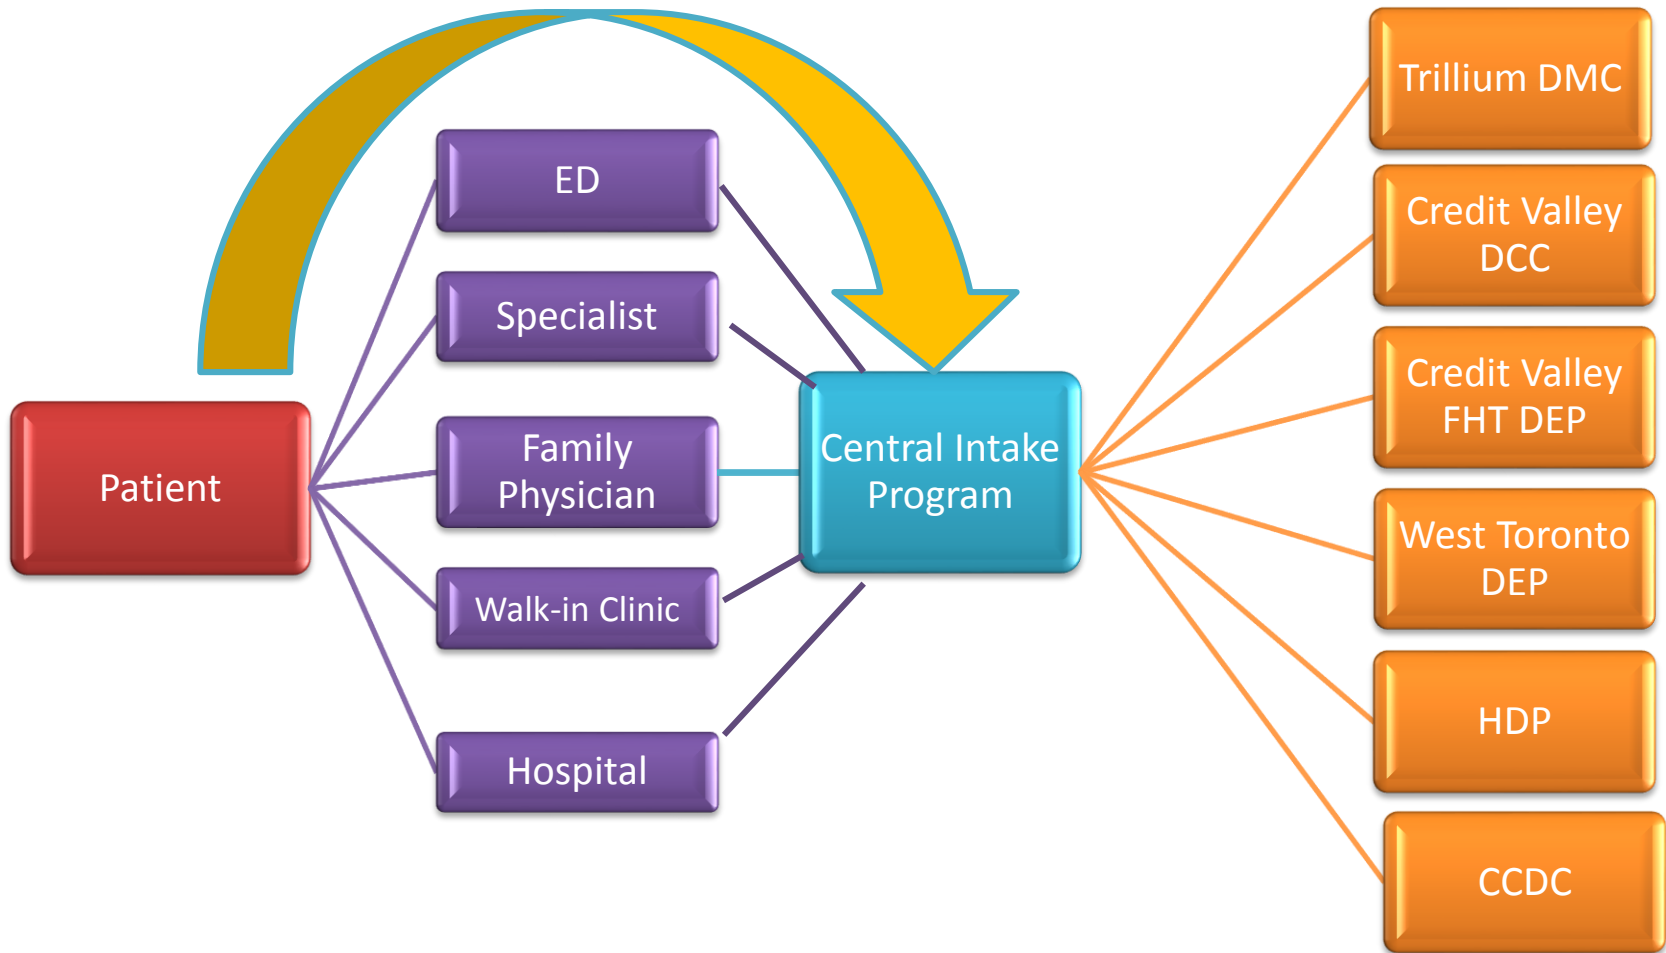 Patient
ED
Specialist
Family
Physician
Walk-in Clinic
Hospital
Central Intake
Program
Trillium DMC
Credit Valley
DCC
Credit Valley
FHT DEP
West Toronto
DEP
HDP
CCDC